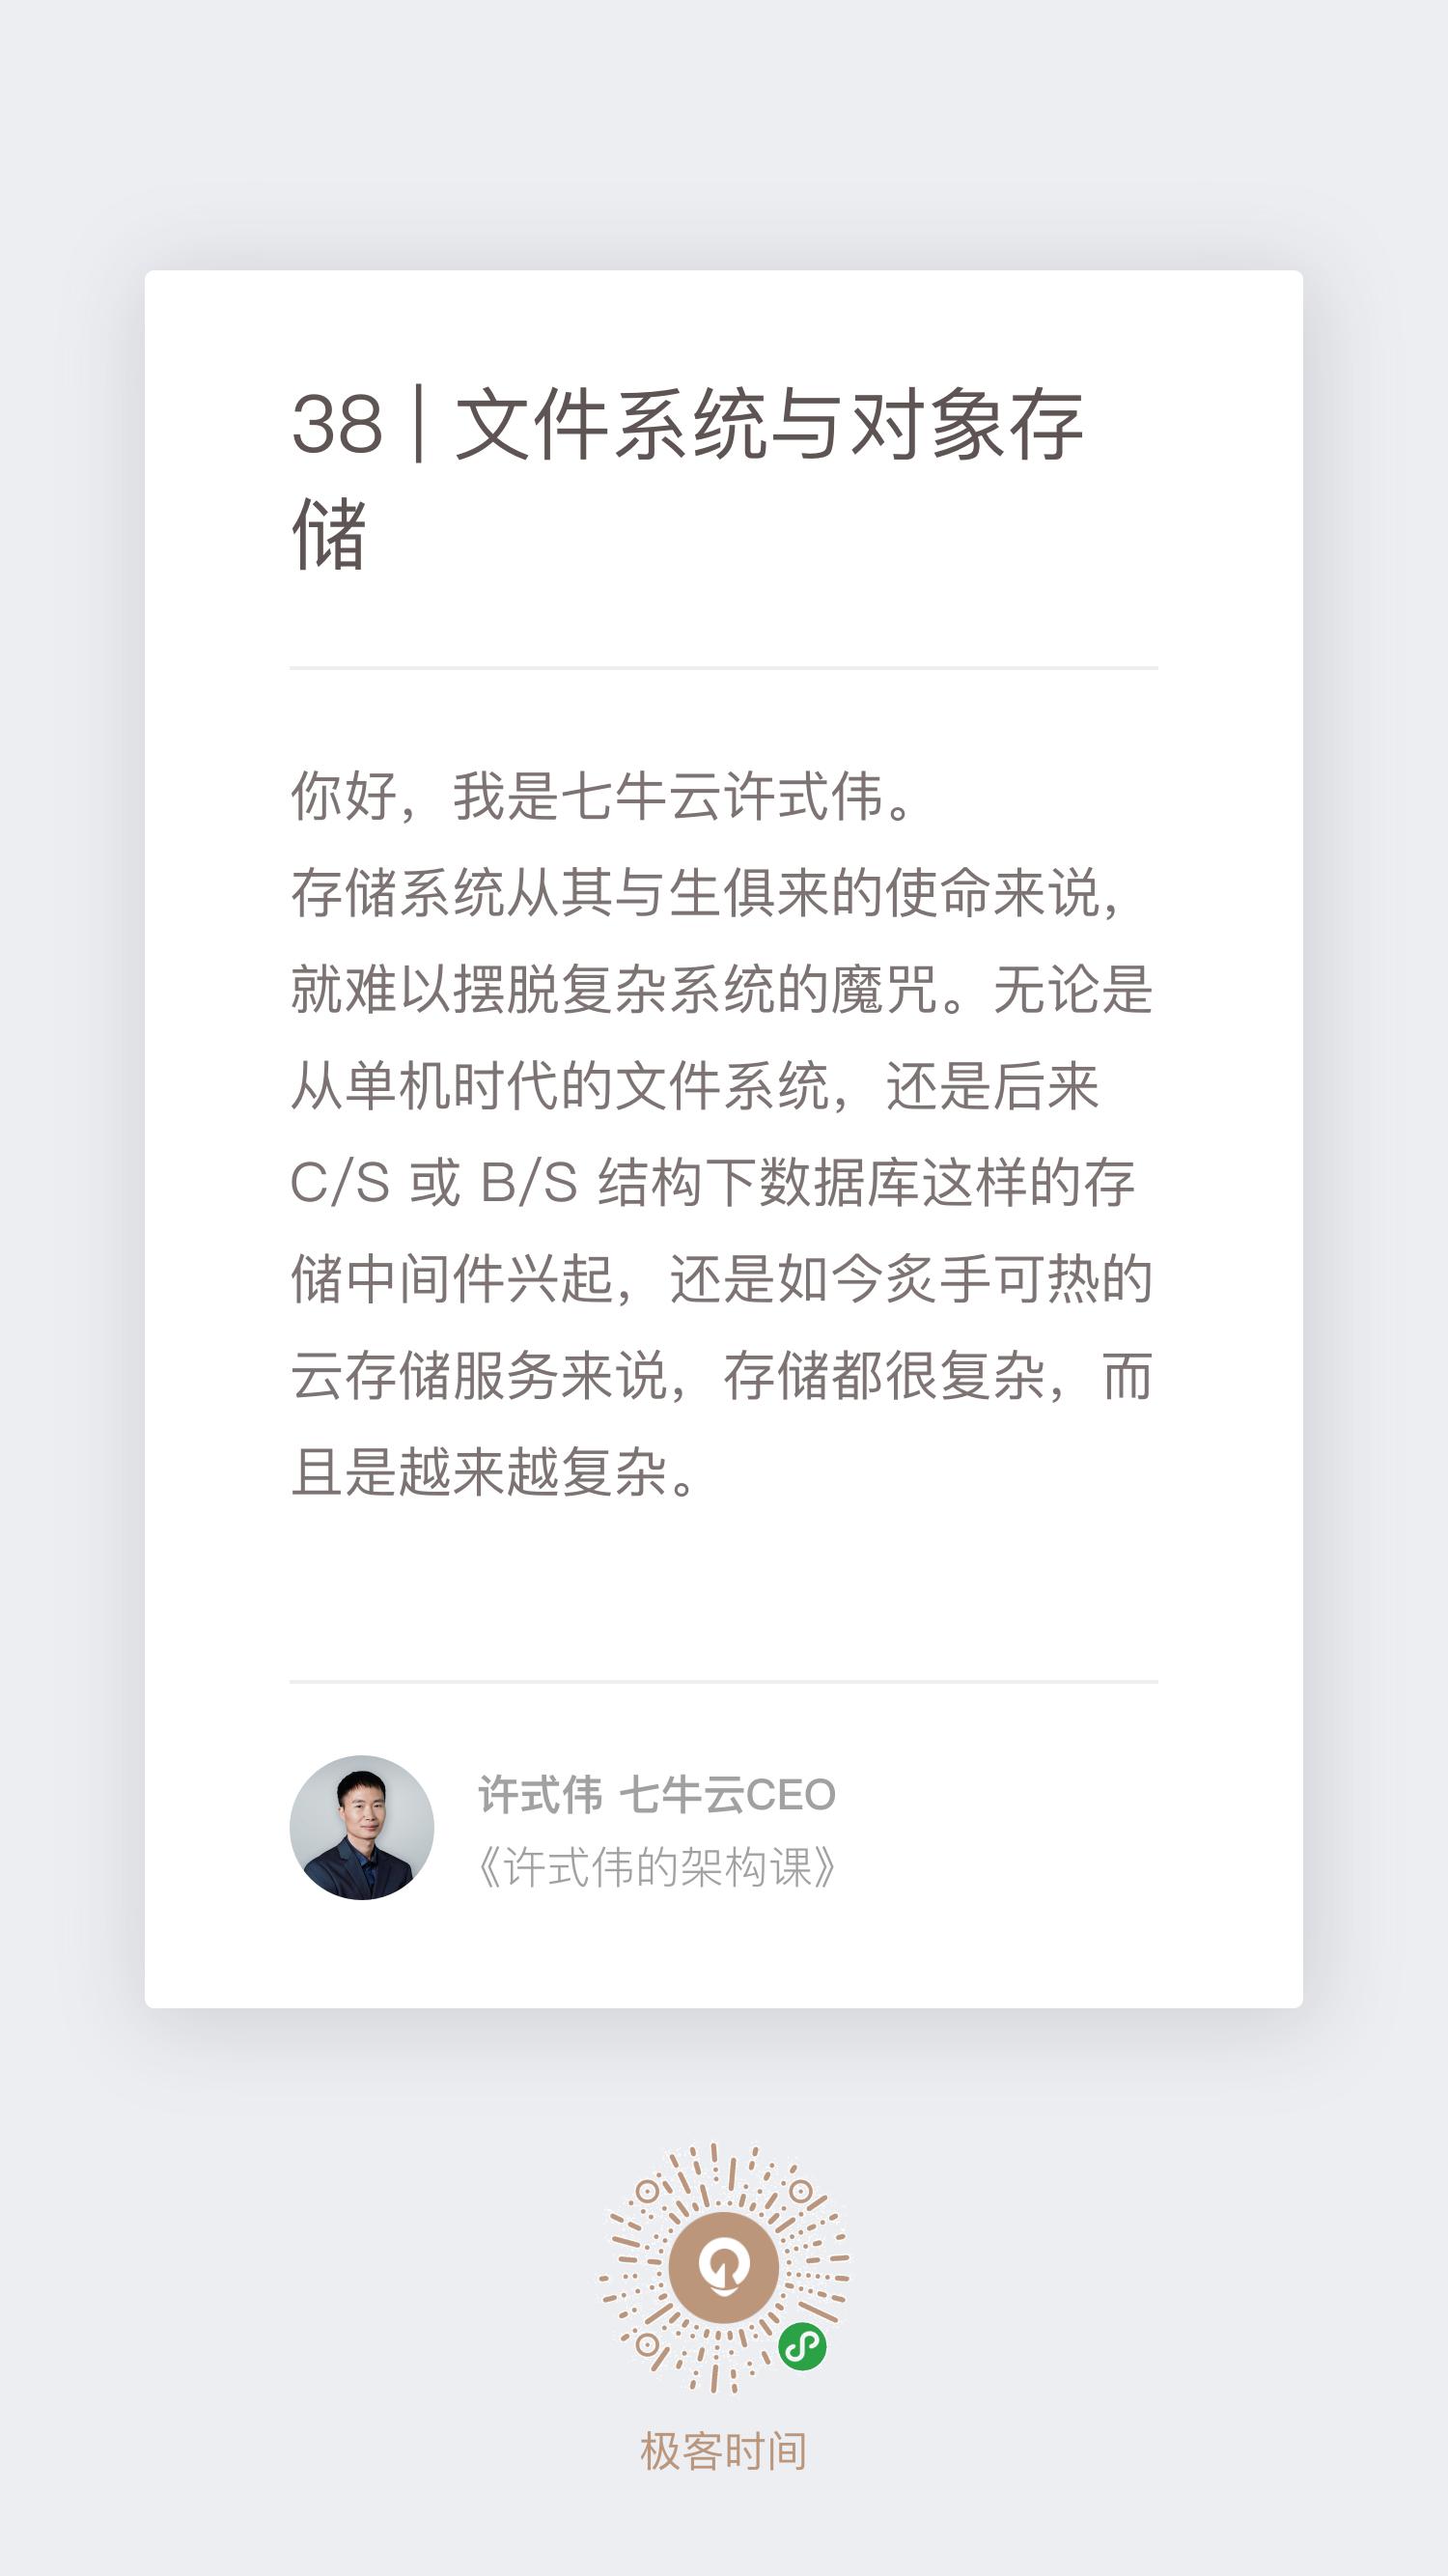 38 | 文件系统与对象存
储
你好，我是七牛云许式伟。
存储系统从其与生俱来的使命来说，
就难以摆脱复杂系统的魔咒。无论是
从单机时代的文件系统，还是后来
C/S 或 B/S 结构下数据库这样的存
储中间件兴起，还是如今炙手可热的
云存储服务来说，存储都很复杂，而
且是越来越复杂。
许式伟 七牛云CEO
《许式伟的架构课》
极客时间